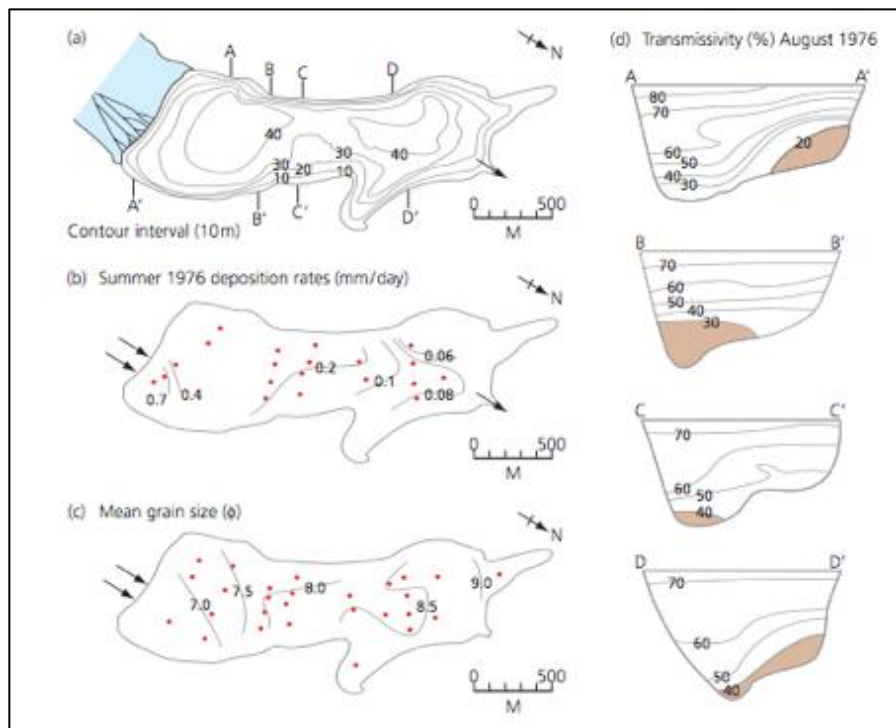 (a)
A
B
C
D
N
40
30
20
10
30
10
40
A'
B'
C'
D'
0 500
M
Contour interval (10m)
(b) Summer 1976 deposition rates (mm/day)
N
0.7
0.4
0.2
0.1
0.06
0.08
0 500
M
(c) Mean grain size (ϕ)
N
7.0
7.5
8.0
8.5
9.0
0 500
M
(d) Transmissivity (%) August 1976
A A'
80
70
60
50
40
30
20
B B'
70
60
50
40
30
C C'
70
60
50
40
D D'
70
60
50
40